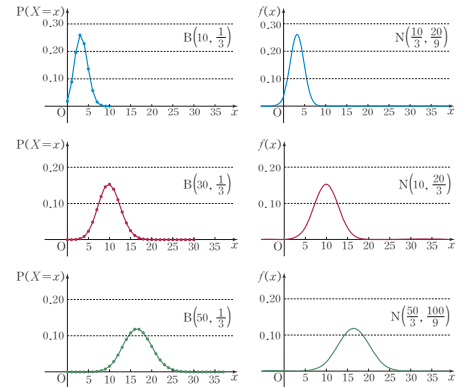 P(X=x)
0.30
0.20
0.10
O 5 10 15 20 25 30 35 x
B(10, 1/3)
f(x)
0.30
0.20
0.10
O 5 10 15 20 25 30 35 x
N(10/3, 20/9)
P(X=x)
0.20
0.10
O 5 10 15 20 25 30 35 x
B(30, 1/3)
f(x)
0.20
0.10
O 5 10 15 20 25 30 35 x
N(10, 20/3)
P(X=x)
0.20
0.10
O 5 10 15 20 25 30 35 x
B(50, 1/3)
f(x)
0.20
0.10
O 5 10 15 20 25 30 35 x
N(50/3, 100/9)